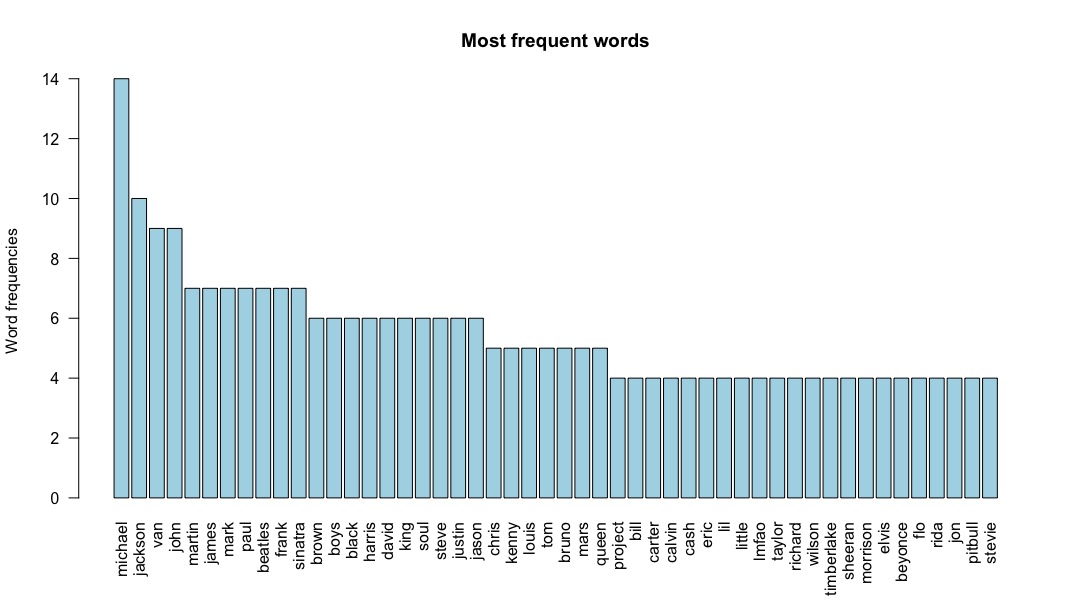 Most frequent words
Word frequencies
14
12
10
8
6
4
2
0
michael
jackson
van
john
martin
james
mark
paul
beatles
frank
sinatra
brown
boys
black
harris
david
king
soul
steve
justin
jason
chris
kenny
louis
tom
bruno
mars
queen
project
bill
carter
calvin
cash
eric
lil
little
lmfao
taylor
richard
wilson
timberlake
sheeran
morrison
elvis
beyonce
flo
rida
jon
pitbull
stevie